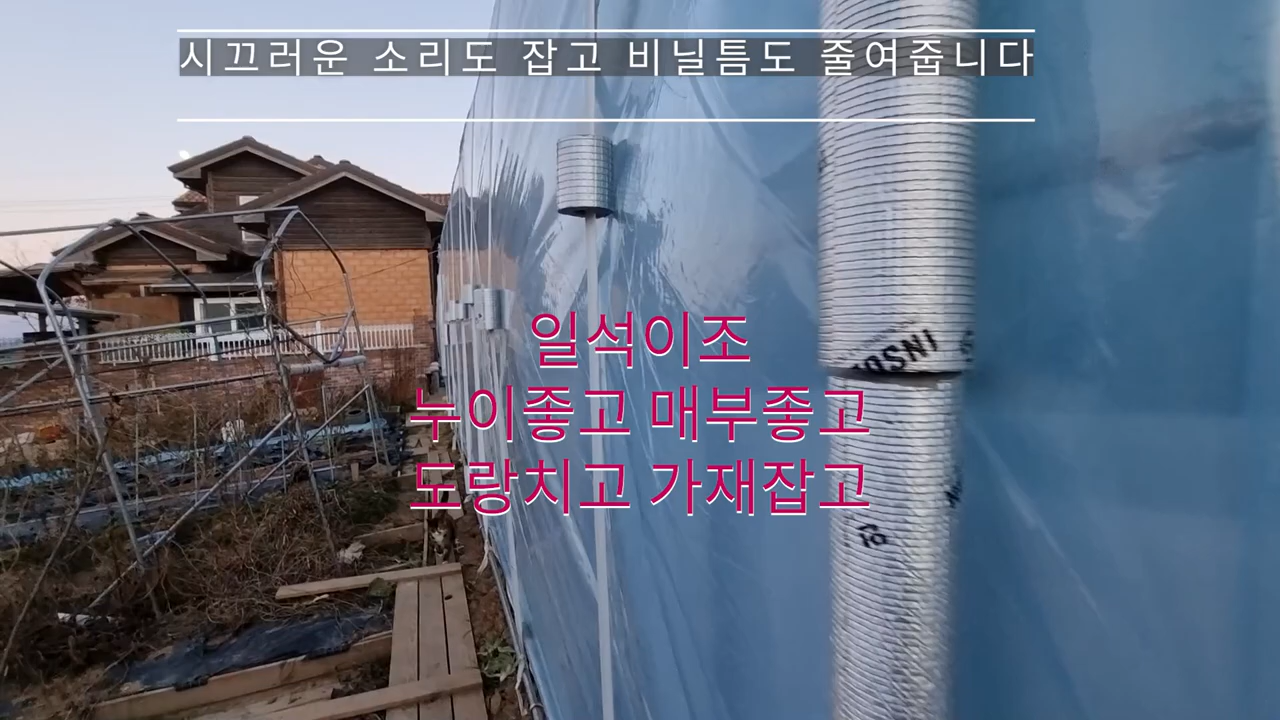 시끄러운 소리도 잡고 비닐틈도 줄여줍니다
일석이조
누이좋고 매부좋고
도랑치고 가재잡고